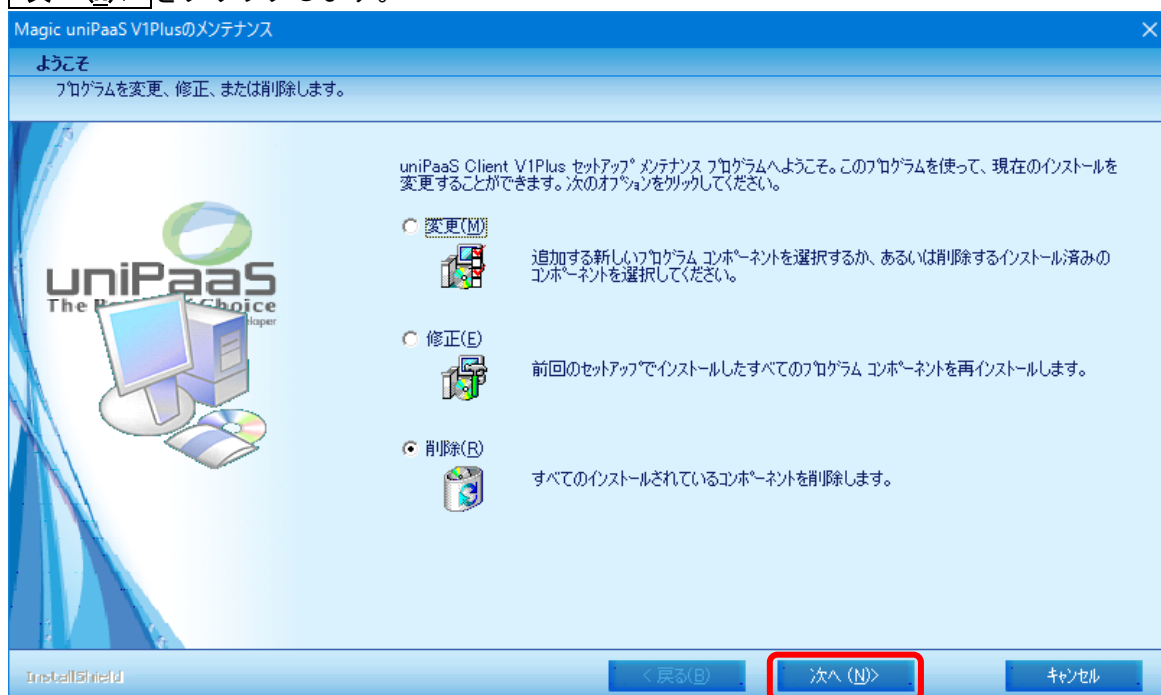 をクリックします。
Magic uniPaaS V1Plusのメンテナンス
ようこそ
プログラムを変更、修正、または削除します。
uniPaaS Client V1Plus セットアップ メンテナンス プログラムへようこそ。このプログラムを使って、現在のインストールを
変更することができます。次のオプションをクリックしてください。
変更(M)
追加する新しいプログラム コンポーネントを選択するか、あるいは削除するインストール済みの
コンポーネントを選択してください。
uniPaaS
The
Choice
修正(E)
前回のセットアップでインストールしたすべてのプログラム コンポーネントを再インストールします。
削除(R)
すべてのインストールされているコンポーネントを削除します。
InstallShield
< 戻る(B)
次へ (N)>
キャンセル